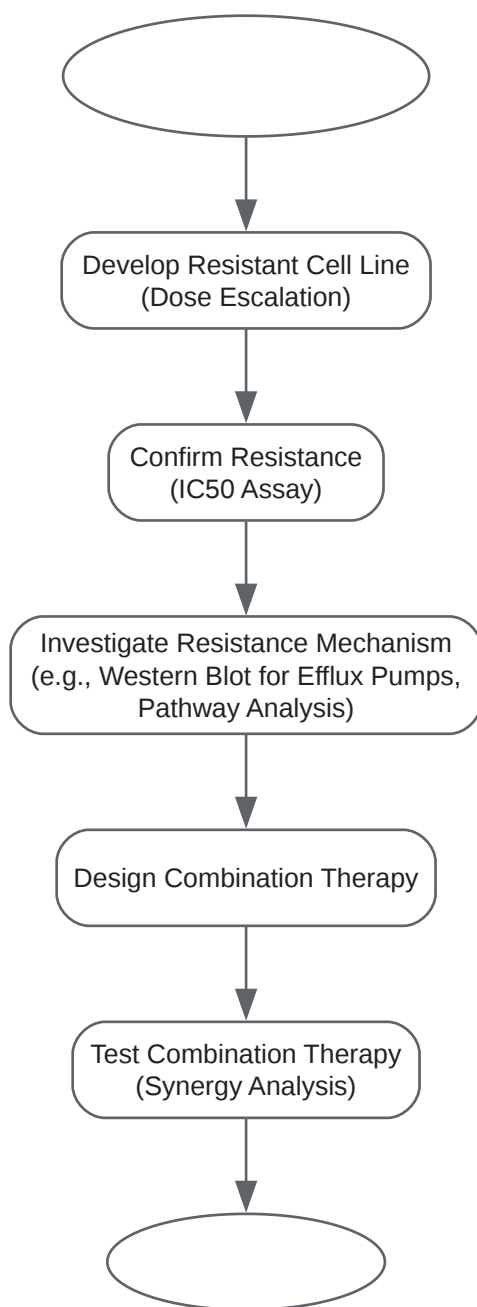 Develop Resistant Cell Line
(Dose Escalation)
Confirm Resistance
(IC50 Assay)
Investigate Resistance Mechanism
(e.g., Western Blot for Efflux Pumps,
Pathway Analysis)
Design Combination Therapy
Test Combination Therapy
(Synergy Analysis)